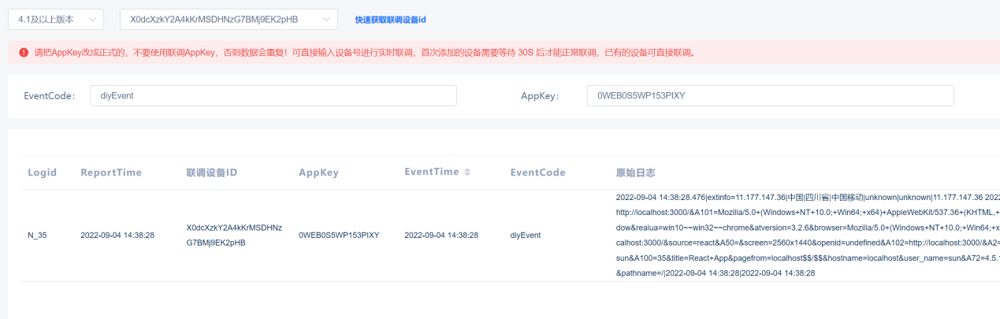 4.1及以上版本 X0dcXzkY2A4kKrMSDHNzG7BMj9EK2pHB 快速获取联调设备id
请把AppKey改成正式的，不要使用联调AppKey，否则数据会重复！可直接输入设备号进行实时联调，首次添加的设备需要等待 30S 后才能正常联调，已有的设备可直接联调。
EventCode: diyEvent AppKey: 0WEB0S5WP153PIXY
Logid ReportTime 联调设备ID AppKey EventTime EventCode 原始日志
2022-09-04 14:38:28.476|extinfo=11.177.147.36|中国|四川省|中国移动|unknown|unknown|11.177.147.36 2022
http://localhost:3000/&A101=Mozilla/5.0+(Windows+NT+10.0;+Win64;+x64)+AppleWebKit/537.36+(KHTML,+
N_35 2022-09-04 14:38:28 X0dcXzkY2A4kKrMSDHNz 0WEB0S5WP153PIXY 2022-09-04 14:38:28 diyEvent dow&realua=win10~~win32~~chrome&atversion=3.2.6&browser=Mozilla/5.0+(Windows+NT+10.0;+Win64;+x
G7BMj9EK2pHB calhost:3000/&source=react&A50=&screen=2560x1440&openid=undefined&A102=http://localhost:3000/&A2=
sun&A100=35&title=React+App&pagefrom=localhost$$/$$&hostname=localhost&user_name=sun&A72=4.5.
&pathname=/|2022-09-04 14:38:28|2022-09-04 14:38:28